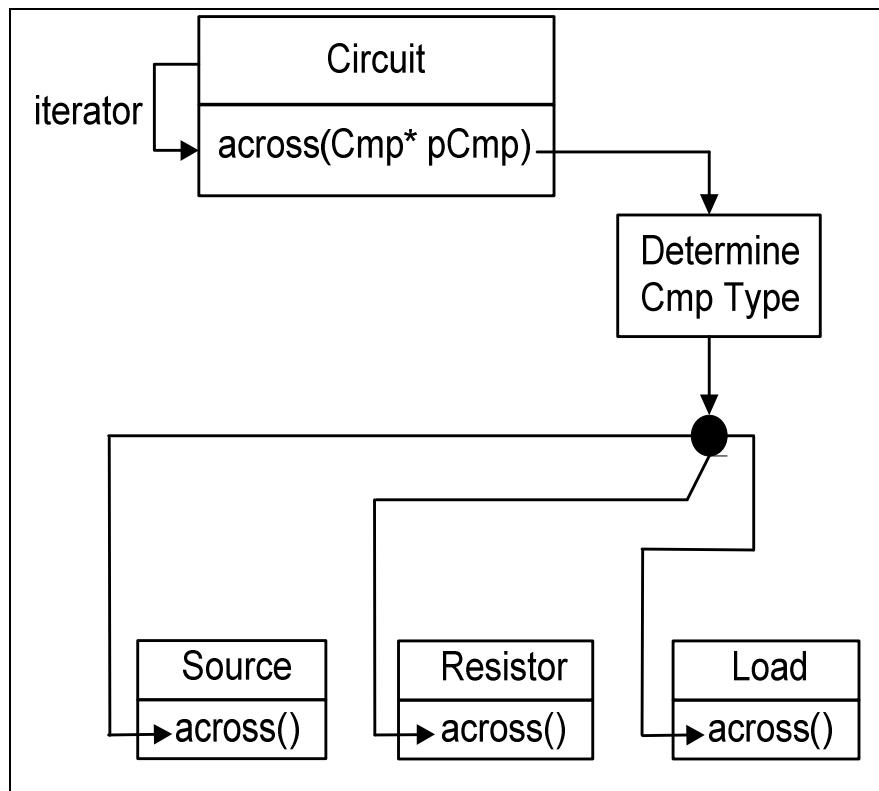 Circuit
iterator
across(Cmp* pCmp)
Determine
Cmp Type
Source
Resistor
Load
across()
across()
across()